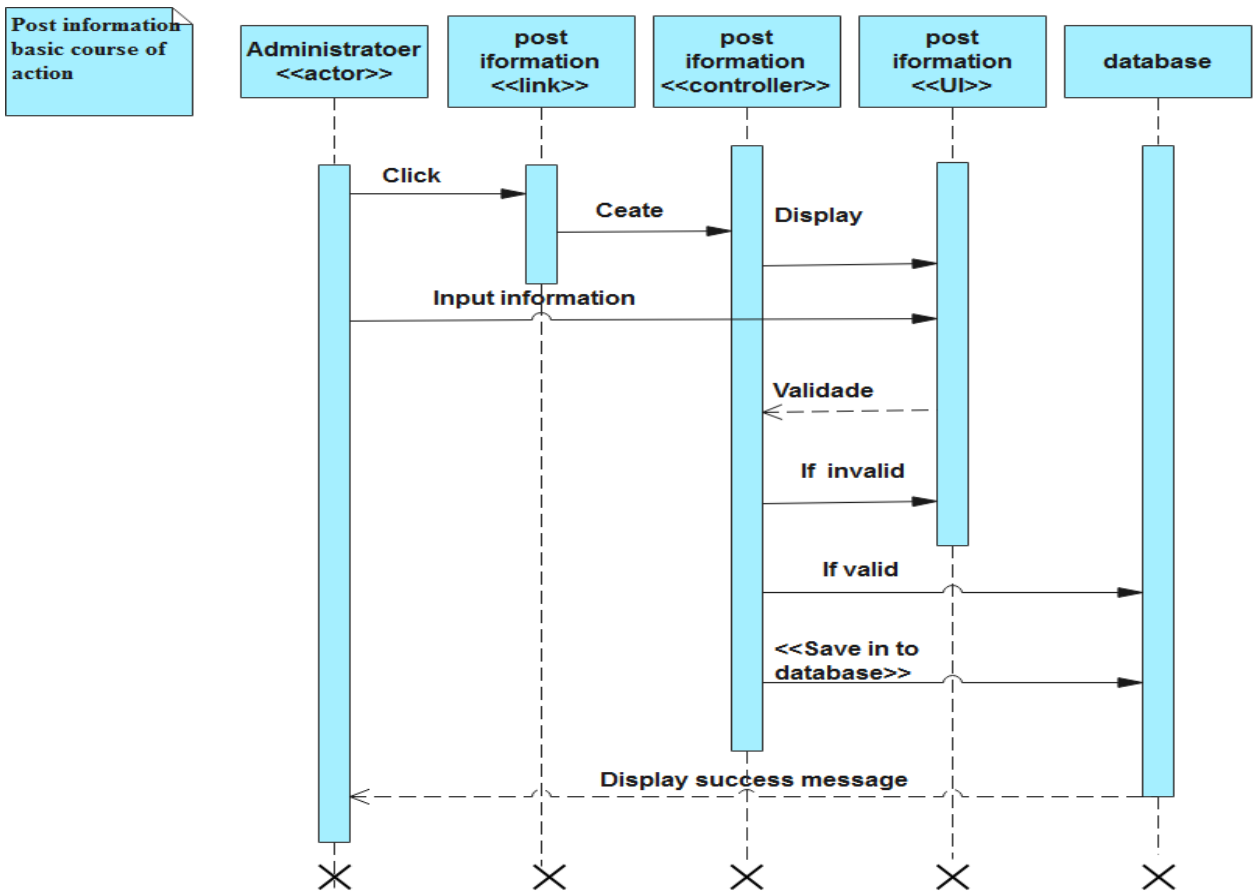 Post information
basic course of
action
Administratoer
<<actor>>
post
iformation
<<link>>
post
iformation
<<controller>>
post
iformation
<<UI>>
database
Click
Ceate
Display
Input information
Validade
If invalid
If valid
<<Save in to
database>>
Display success message